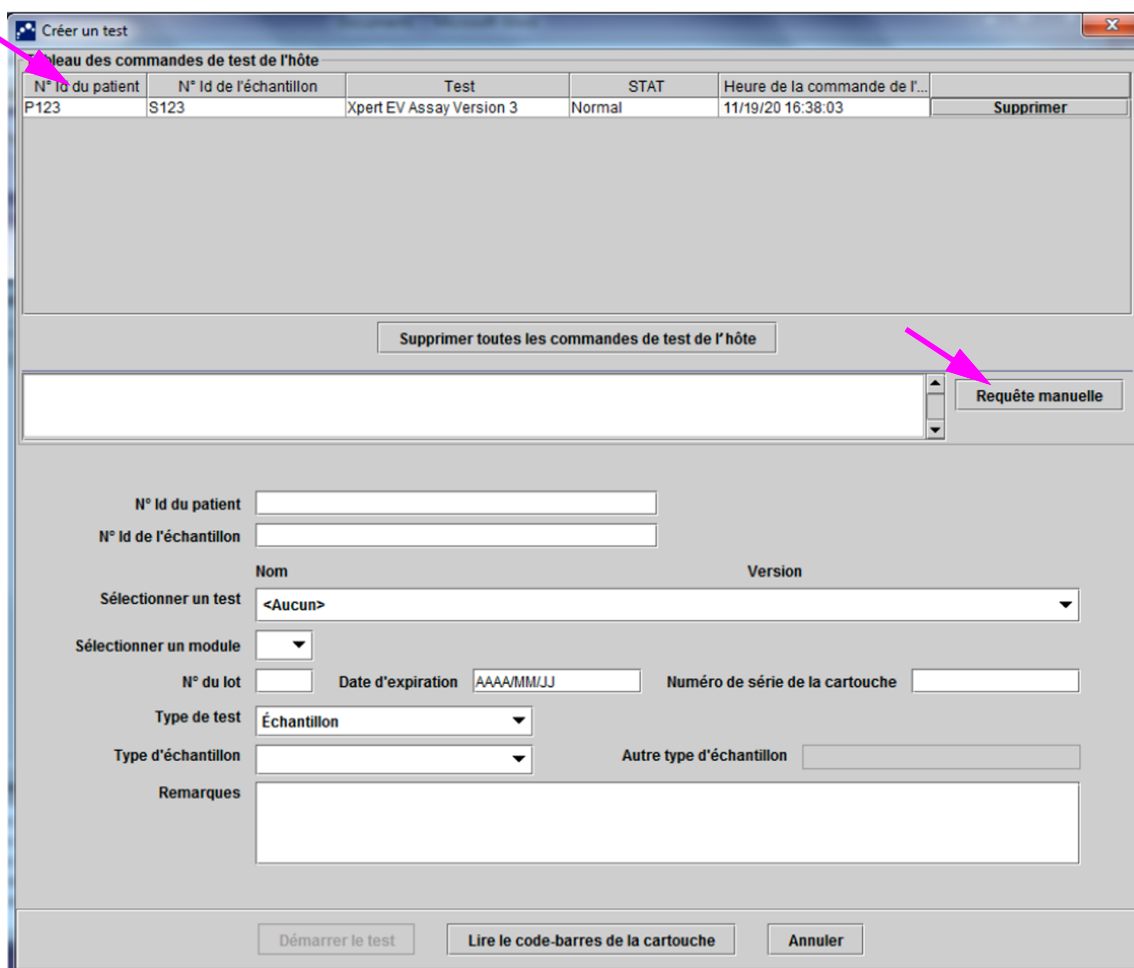 Créer un test
Tableau des commandes de test de l'hôte
N° Id du patient N° Id de l'échantillon Test STAT Heure de la commande de l'...
P123 S123 Xpert EV Assay Version 3 Normal 11/19/20 16:38:03 Supprimer
Supprimer toutes les commandes de test de l'hôte
Requête manuelle
N° Id du patient
N° Id de l'échantillon
Nom Version
Sélectionner un test <Aucun>
Sélectionner un module
N° du lot Date d'expiration AAAA/MM/JJ Numéro de série de la cartouche
Type de test Échantillon
Type d'échantillon Autre type d'échantillon
Remarques
Démarrer le test Lire le code-barres de la cartouche Annuler